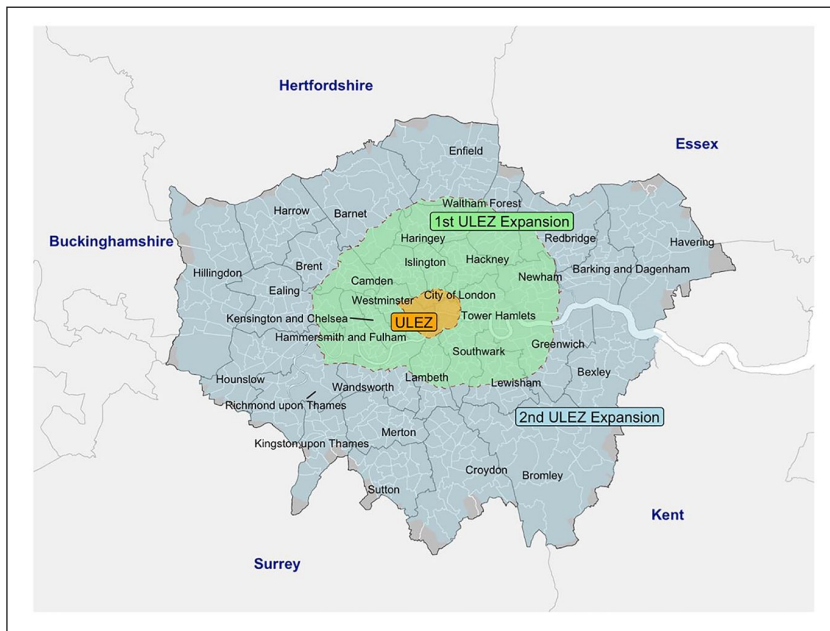 Hertfordshire
Essex
Enfield
Waltham Forest
Harrow
Barnet
1st ULEZ Expansion
Haringey
Redbridge
Buckinghamshire
Havering
Islington
Hackney
Brent
Barking and Dagenham
Hillingdon
Camden
Newham
Ealing
Westminster
City of London
Kensington and Chelsea
ULEZ
Tower Hamlets
Hammersmith and Fulham
Greenwich
Southwark
Bexley
Hounslow
Lambeth
Wandsworth
Lewisham
Richmond upon Thames
2nd ULEZ Expansion
Merton
Kingston upon Thames
Croydon
Bromley
Sutton
Kent
Surrey